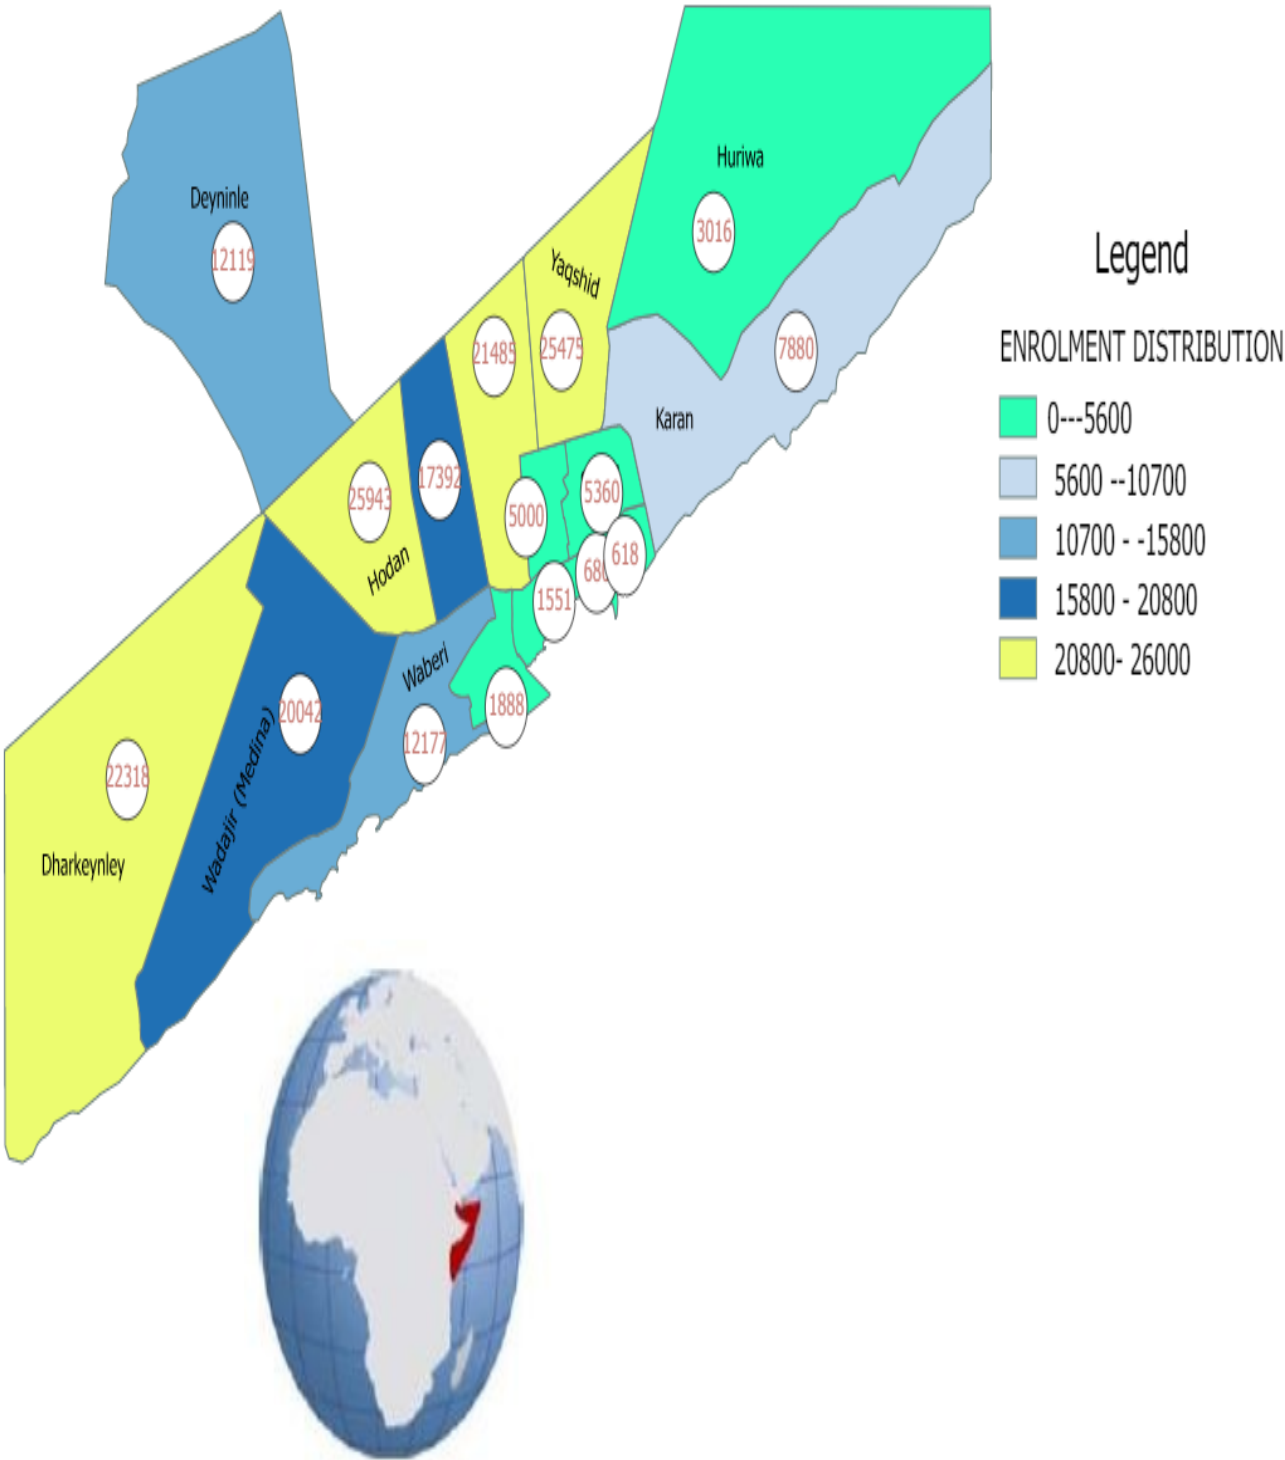 Huriwa
3016
Deyninle
12119
Yaqshid
Legend
ENROLMENT DISTRIBUTION
0---5600
5600 --10700
10700 - -15800
15800 - 20800
20800- 26000
21485
25475
7880
Karan
17392
25943
5000
5360
618
Hodan
1551
Waberi
1888
20042
12177
Wadajir (Medina)
22318
Dharkeynley